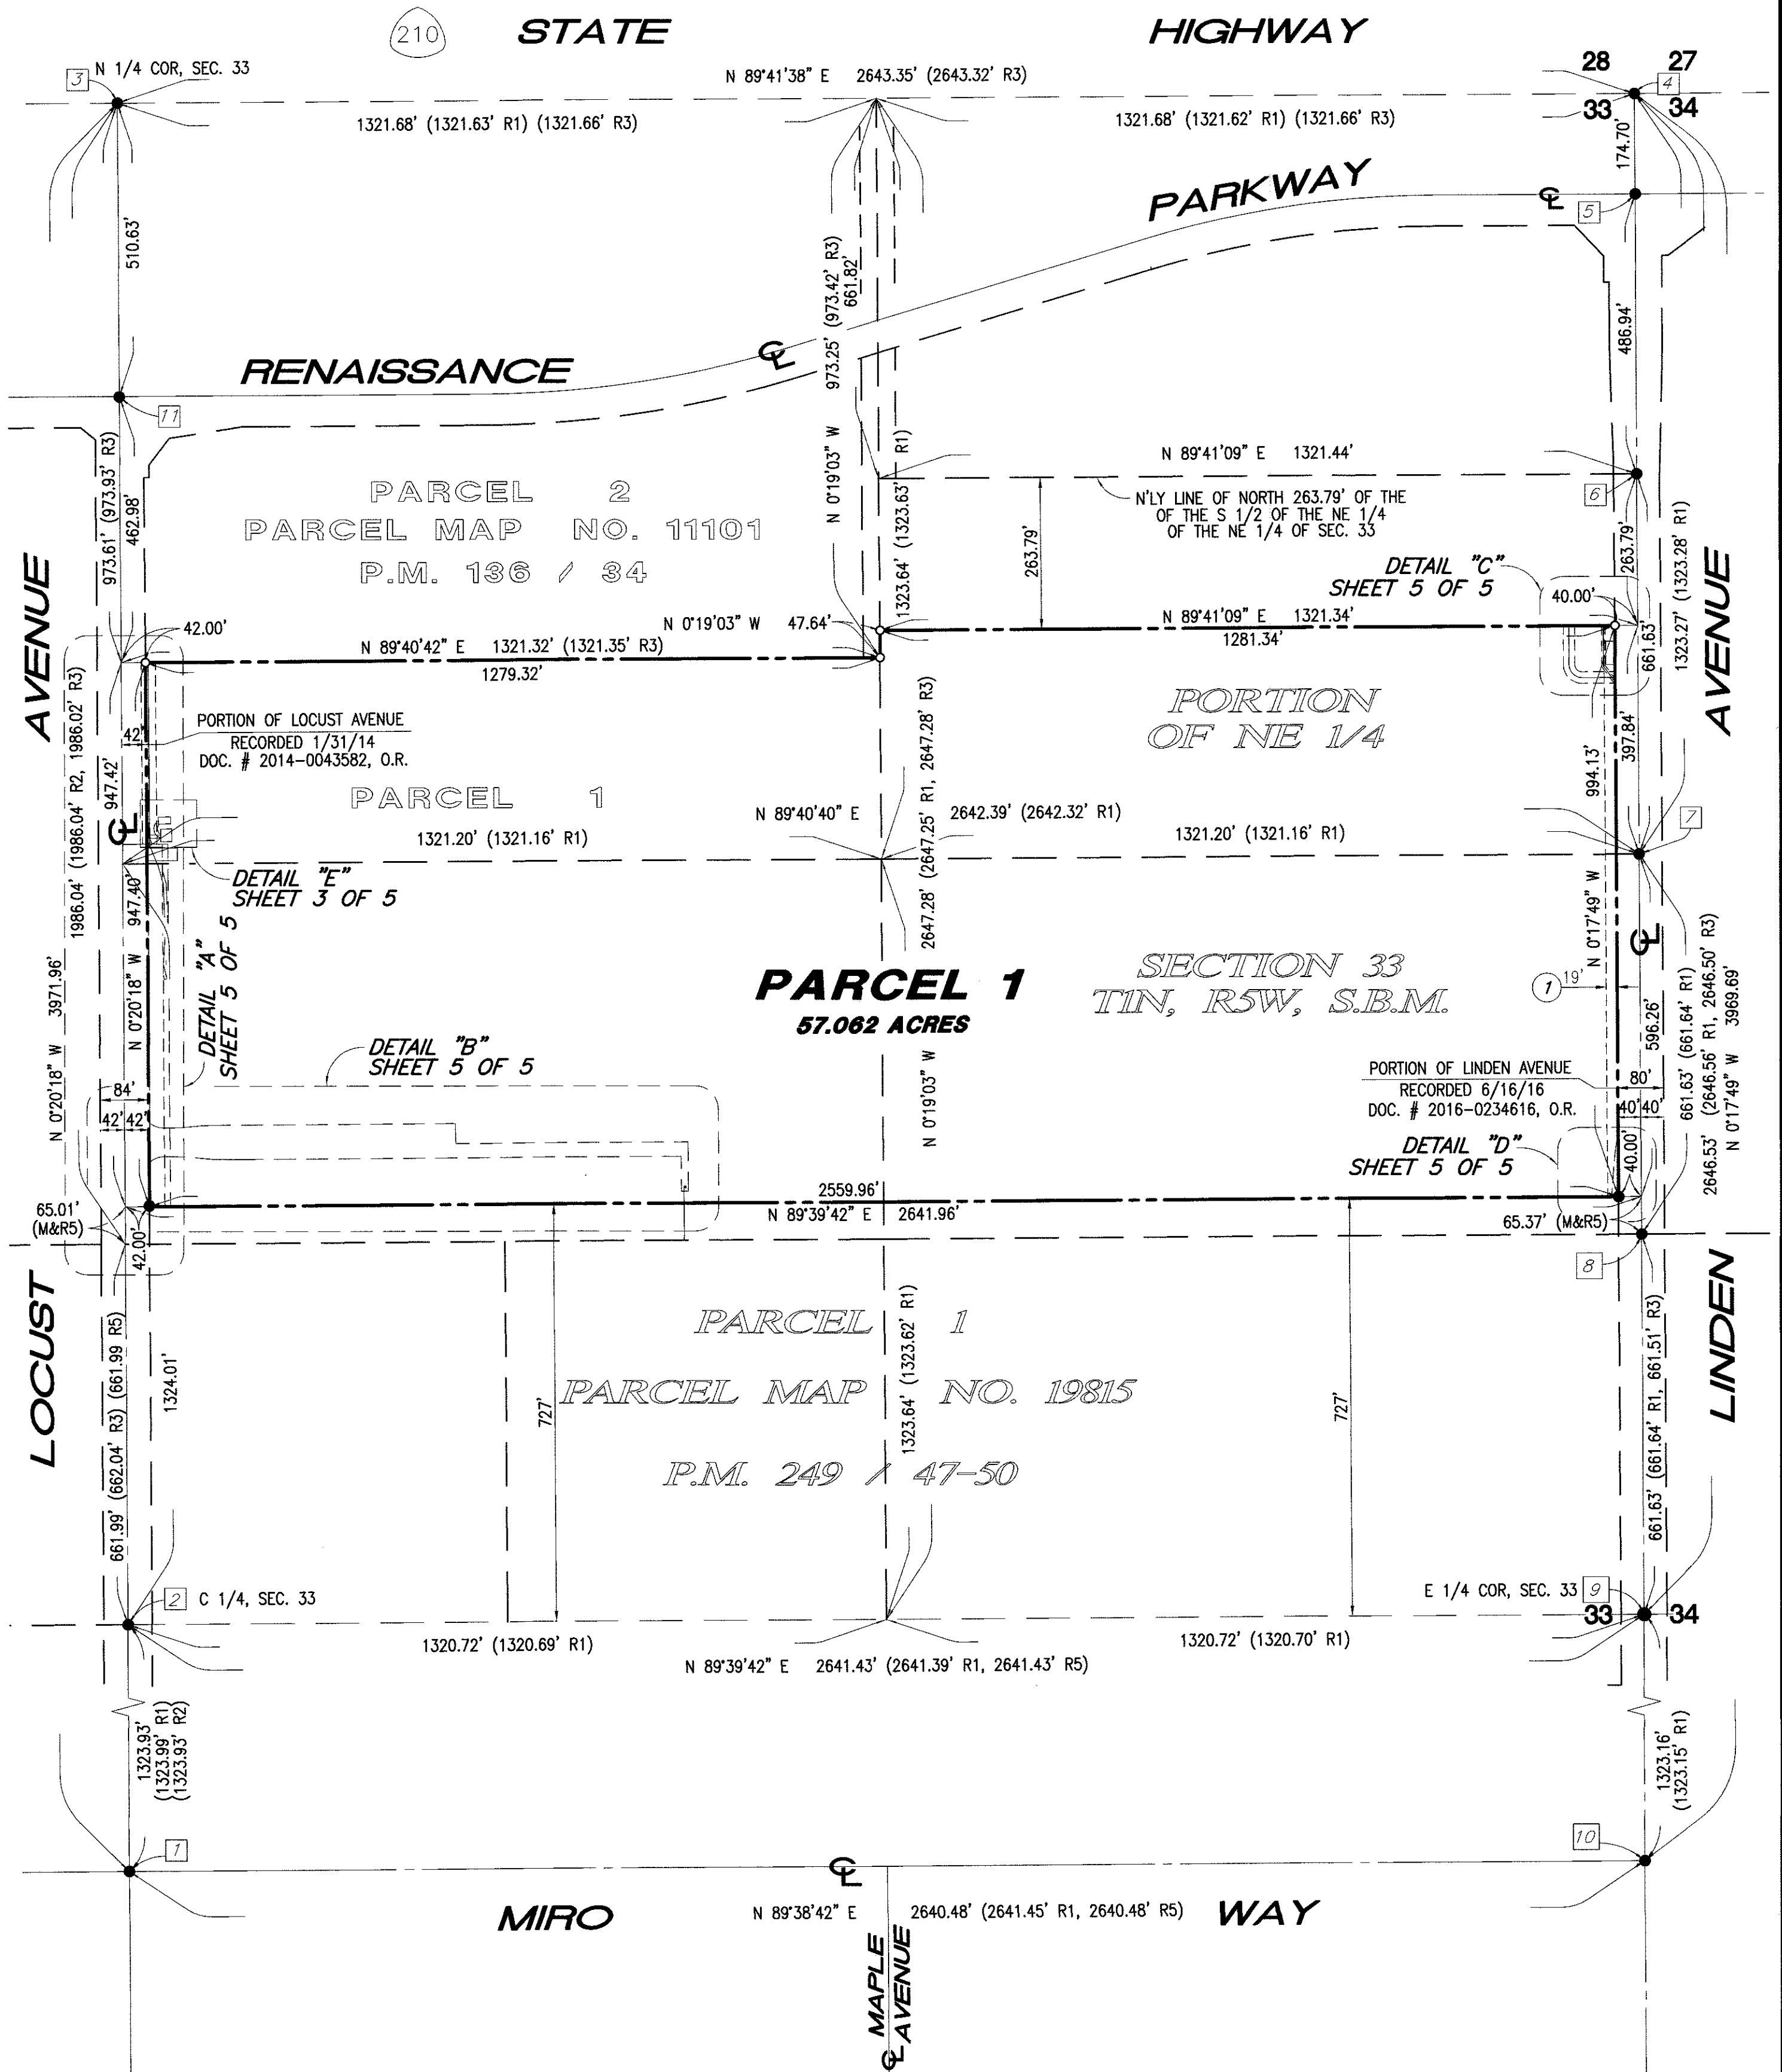 210
STATE HIGHWAY
3
N 1/4 COR, SEC. 33
N 89°41'38" E 2643.35' (2643.32' R3)
28 27
4
33 34
1321.68' (1321.63' R1) (1321.66' R3)
1321.68' (1321.62' R1) (1321.66' R3)
174.70'
PARKWAY
CL
5
510.63'
N 0°19'03" W 973.25' (973.42' R3)
661.82'
486.94'
CL
RENAISSANCE
11
1323.64' (1323.63' R1)
N 89°41'09" E 1321.44'
6
N'LY LINE OF NORTH 263.79' OF THE
OF THE S 1/2 OF THE NE 1/4
OF THE NE 1/4 OF SEC. 33
973.61' (973.93' R3)
462.98'
PARCEL 2
PARCEL MAP NO. 11101
P.M. 136 / 34
263.79'
263.79'
1323.27' (1323.28' R1)
AVENUE
DETAIL "C"
SHEET 5 OF 5
40.00'
661.63'
AVENUE
42.00'
N 0°19'03" W 47.64'
N 89°41'09" E 1321.34'
1281.34'
N 89°40'42" E 1321.32' (1321.35' R3)
1279.32'
PORTION OF LOCUST AVENUE
RECORDED 1/31/14
DOC. # 2014-0043582, O.R.
42'
PORTION
OF NE 1/4
397.84'
994.13'
1986.04' (1986.04' R2, 1986.02' R3)
947.42'
CL
PARCEL 1
2647.28' (2647.25' R1, 2647.28' R3)
N 89°40'40" E 2642.39' (2642.32' R1)
1321.20' (1321.16' R1)
1321.20' (1321.16' R1)
7
DETAIL "E"
SHEET 3 OF 5
947.40'
N 0°20'18" W
DETAIL "A"
SHEET 5 OF 5
N 0°20'18" W 3971.96'
N 0°17'49" W
CL
PARCEL 1
57.062 ACRES
SECTION 33
T1N, R5W, S.B.M.
1
19'
596.26'
661.63' (661.64' R1)
2646.53' (2646.56' R1, 2646.50' R3)
N 0°17'49" W 3969.69'
DETAIL "B"
SHEET 5 OF 5
N 0°19'03" W
PORTION OF LINDEN AVENUE
RECORDED 6/16/16
DOC. # 2016-0234616, O.R.
80'
40' 40'
84'
42' 42'
DETAIL "D"
SHEET 5 OF 5
40.00'
65.01'
(M&R5)
42.00'
2559.96'
N 89°39'42" E 2641.96'
65.37' (M&R5)
8
LOCUST
LINDEN
661.99' (662.04' R3) (661.99 R5)
1324.01'
727'
PARCEL 1
PARCEL MAP NO. 19815
P.M. 249 / 47-50
1323.64' (1323.62' R1)
727'
661.63' (661.64' R1, 661.51' R3)
2
C 1/4, SEC. 33
E 1/4 COR, SEC. 33
9
33 34
1320.72' (1320.69' R1)
1320.72' (1320.70' R1)
N 89°39'42" E 2641.43' (2641.39' R1, 2641.43' R5)
1323.93'
(1323.99' R1)
(1323.93' R2)
1323.16'
(1323.15' R1)
1
10
CL
MIRO WAY
N 89°38'42" E 2640.48' (2641.45' R1, 2640.48' R5)
MAPLE
AVENUE
CL